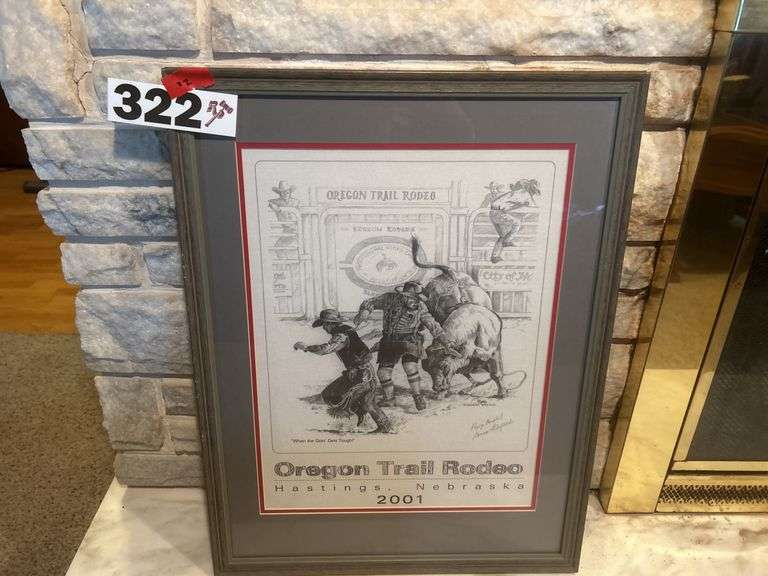 322
OREGON TRAIL RODEO
"When the Goin' Gets Tough"
Oregon Trail Rodeo
Hastings, Nebraska
2001